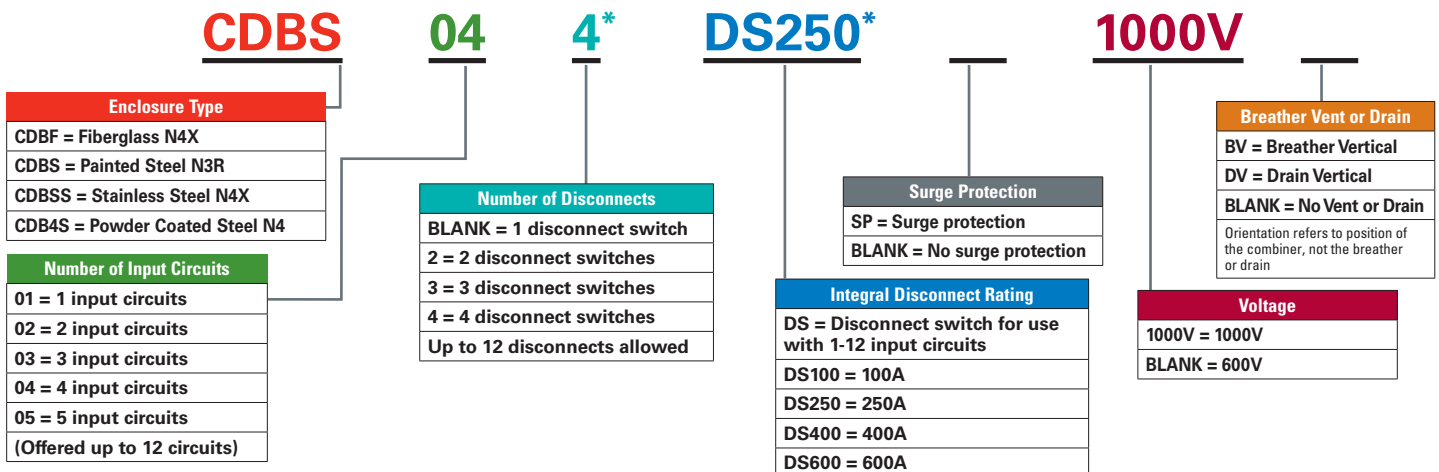 CDBS 04 4* DS250* 1000V
Enclosure Type
CDBF = Fiberglass N4X
CDBS = Painted Steel N3R
CDBSS = Stainless Steel N4X
CDB4S = Powder Coated Steel N4
Number of Input Circuits
01 = 1 input circuits
02 = 2 input circuits
03 = 3 input circuits
04 = 4 input circuits
05 = 5 input circuits
(Offered up to 12 circuits)
Number of Disconnects
BLANK = 1 disconnect switch
2 = 2 disconnect switches
3 = 3 disconnect switches
4 = 4 disconnect switches
Up to 12 disconnects allowed
Surge Protection
SP = Surge protection
BLANK = No surge protection
Integral Disconnect Rating
DS = Disconnect switch for use
with 1-12 input circuits
DS100 = 100A
DS250 = 250A
DS400 = 400A
DS600 = 600A
Breather Vent or Drain
BV = Breather Vertical
DV = Drain Vertical
BLANK = No Vent or Drain
Orientation refers to position of
the combiner, not the breather
or drain
Voltage
1000V = 1000V
BLANK = 600V